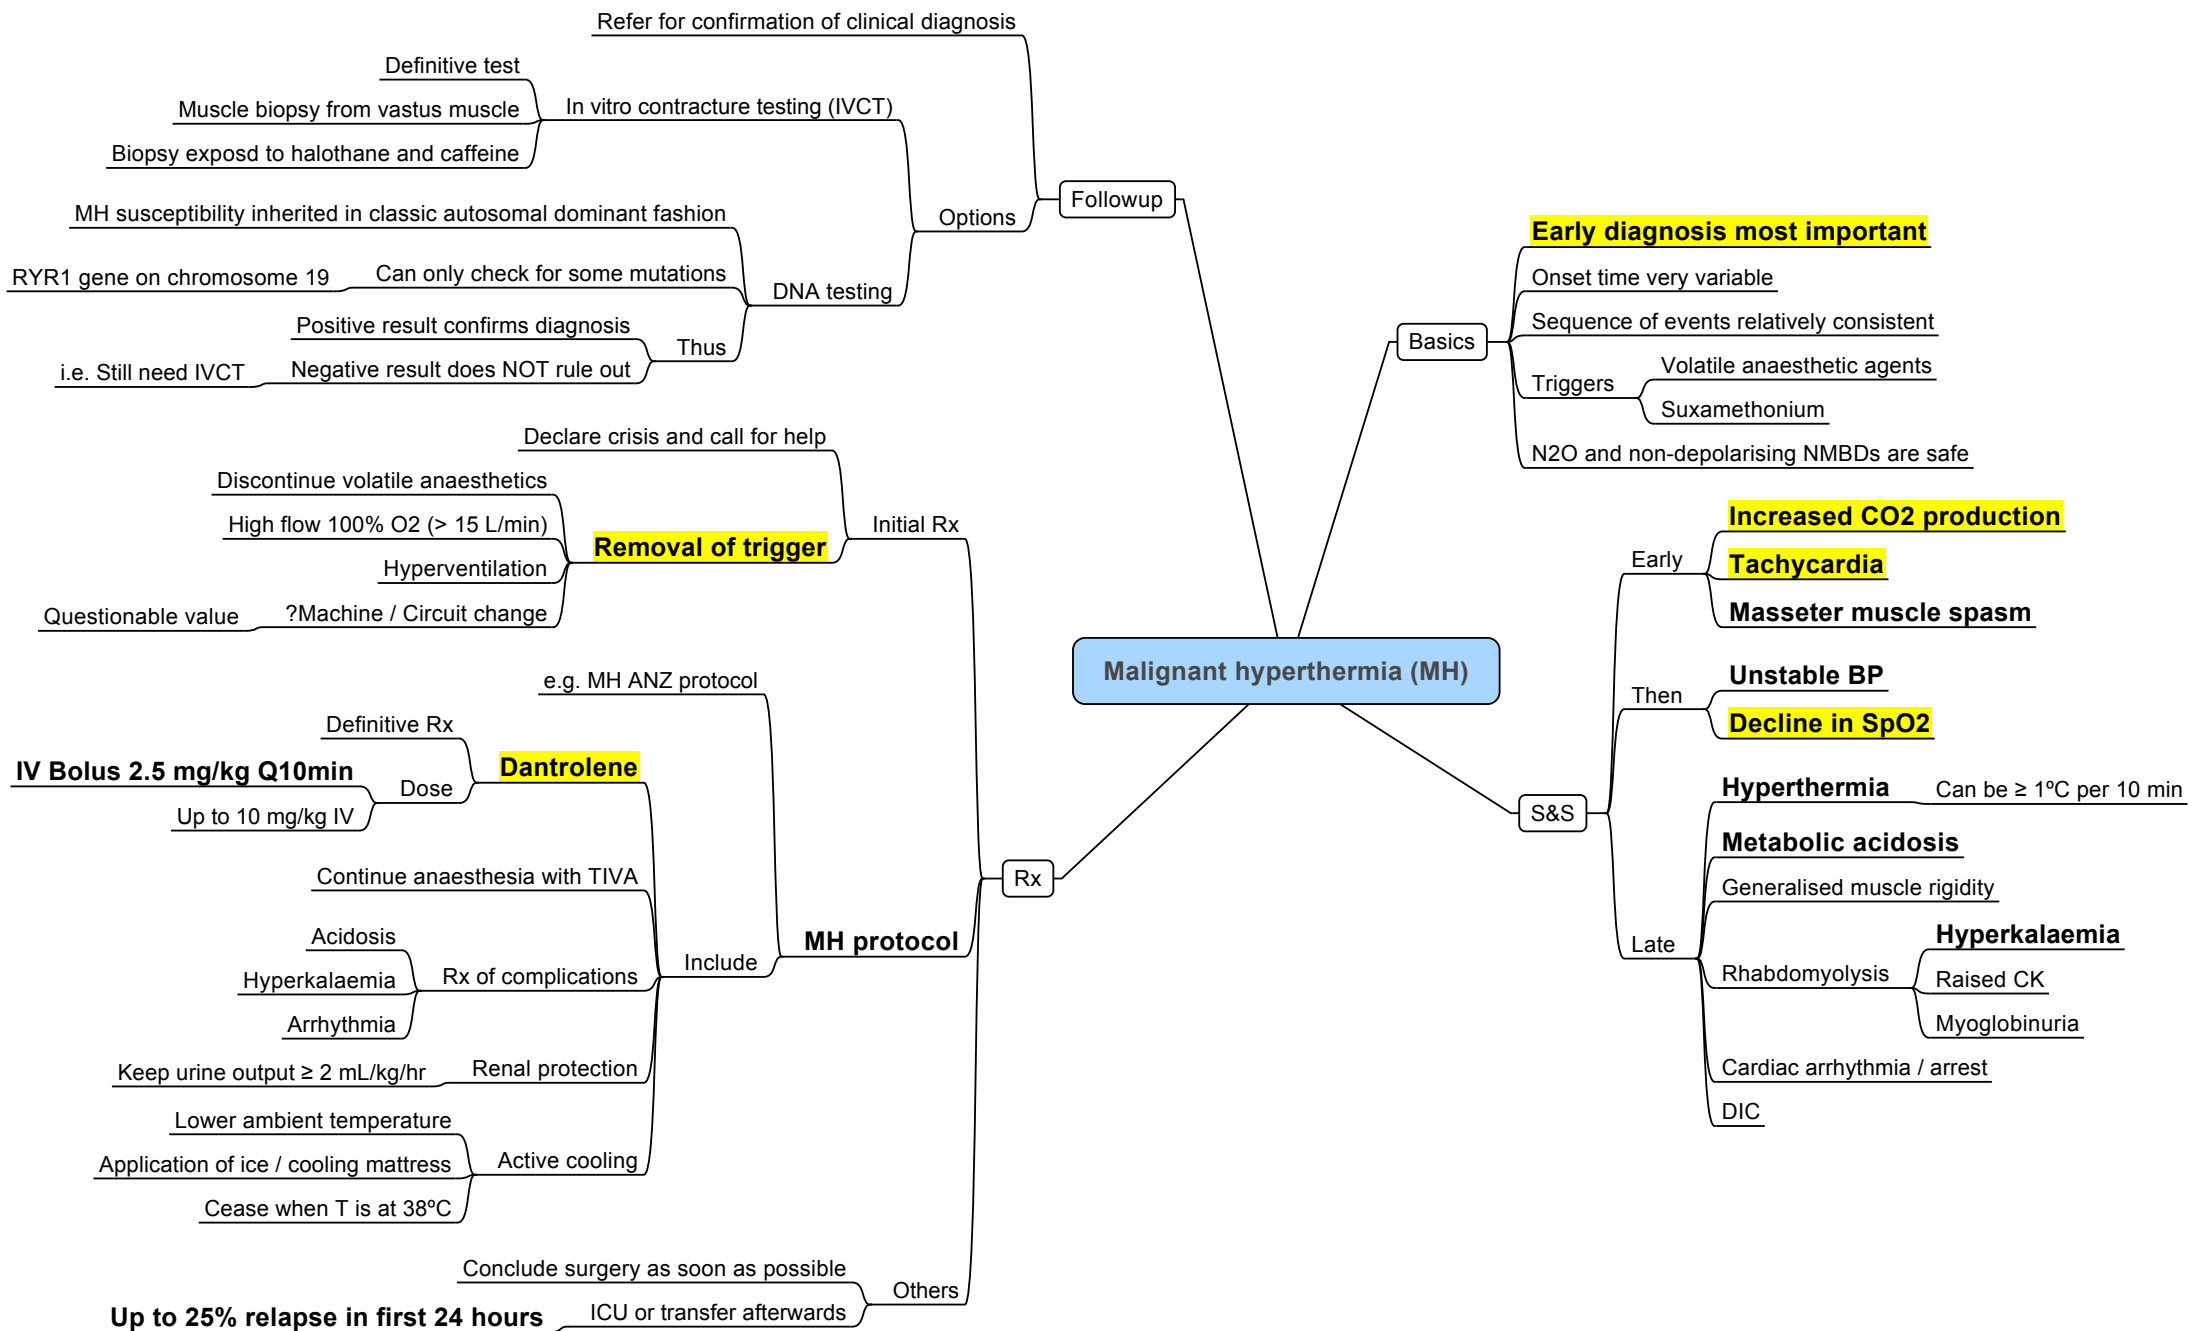 Malignant hyperthermia (MH)
Basics
Early diagnosis most important
Onset time very variable
Sequence of events relatively consistent
Triggers
Volatile anaesthetic agents
Suxamethonium
N2O and non-depolarising NMBDs are safe
S&S
Early
Increased CO2 production
Tachycardia
Masseter muscle spasm
Then
Unstable BP
Decline in SpO2
Late
Hyperthermia
Can be ≥ 1ºC per 10 min
Metabolic acidosis
Generalised muscle rigidity
Rhabdomyolysis
Hyperkalaemia
Raised CK
Myoglobinuria
Cardiac arrhythmia / arrest
DIC
Rx
Initial Rx
Declare crisis and call for help
Removal of trigger
Discontinue volatile anaesthetics
High flow 100% O2 (> 15 L/min)
Hyperventilation
?Machine / Circuit change
Questionable value
MH protocol
e.g. MH ANZ protocol
Include
Dantrolene
Definitive Rx
Dose
IV Bolus 2.5 mg/kg Q10min
Up to 10 mg/kg IV
Continue anaesthesia with TIVA
Rx of complications
Acidosis
Hyperkalaemia
Arrhythmia
Renal protection
Keep urine output ≥ 2 mL/kg/hr
Active cooling
Lower ambient temperature
Application of ice / cooling mattress
Cease when T is at 38ºC
Others
Conclude surgery as soon as possible
ICU or transfer afterwards
Up to 25% relapse in first 24 hours
Followup
Refer for confirmation of clinical diagnosis
Options
In vitro contracture testing (IVCT)
Definitive test
Muscle biopsy from vastus muscle
Biopsy exposd to halothane and caffeine
DNA testing
MH susceptibility inherited in classic autosomal dominant fashion
Can only check for some mutations
RYR1 gene on chromosome 19
Thus
Positive result confirms diagnosis
Negative result does NOT rule out
i.e. Still need IVCT